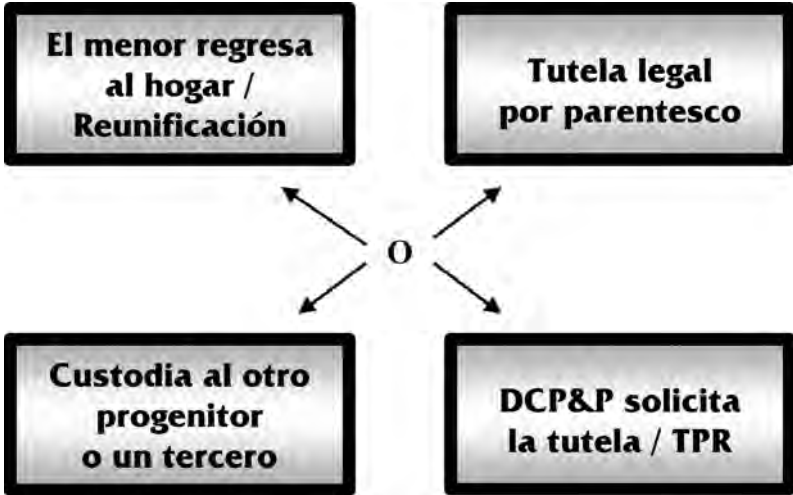 El menor regresa
al hogar /
Reunificación
Tutela legal
por parentesco
O
Custodia al otro
progenitor
o un tercero
DCP&P solicita
la tutela / TPR